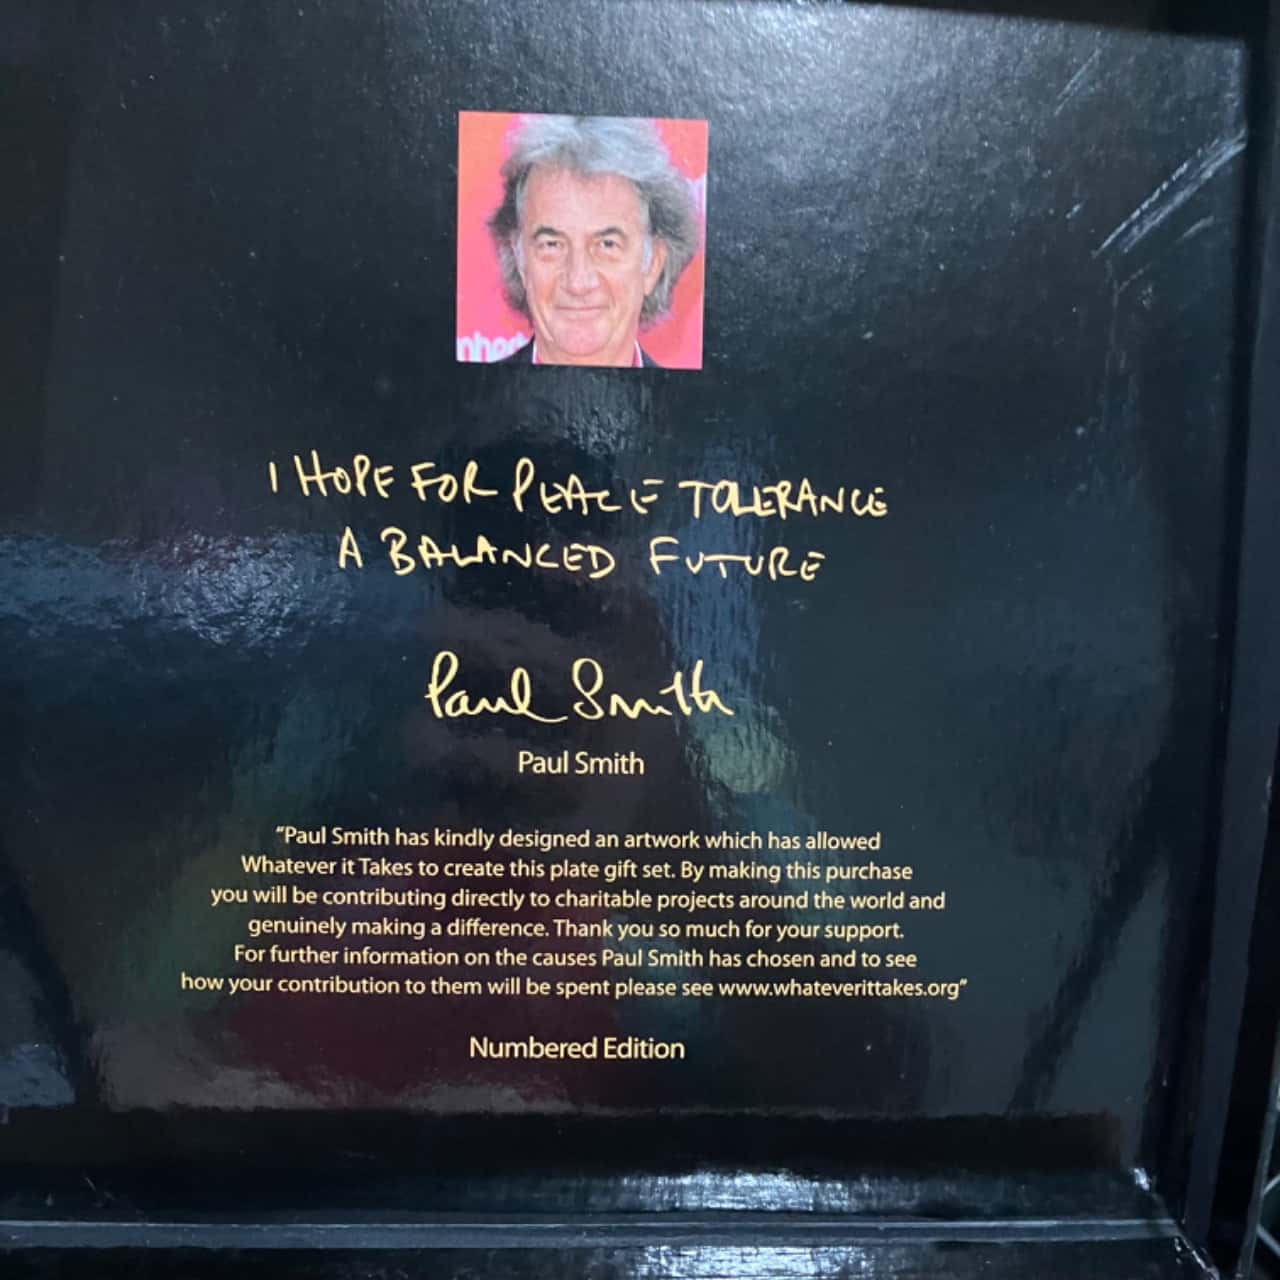 I HOPE FOR PEACE TOLERANCE
A BALANCED FUTURE
Paul Smith
Paul Smith
“Paul Smith has kindly designed an artwork which has allowed
Whatever it Takes to create this plate gift set. By making this purchase
you will be contributing directly to charitable projects around the world and
genuinely making a difference. Thank you so much for your support.
For further information on the causes Paul Smith has chosen and to see
how your contribution to them will be spent please see www.whateverittakes.org”
Numbered Edition